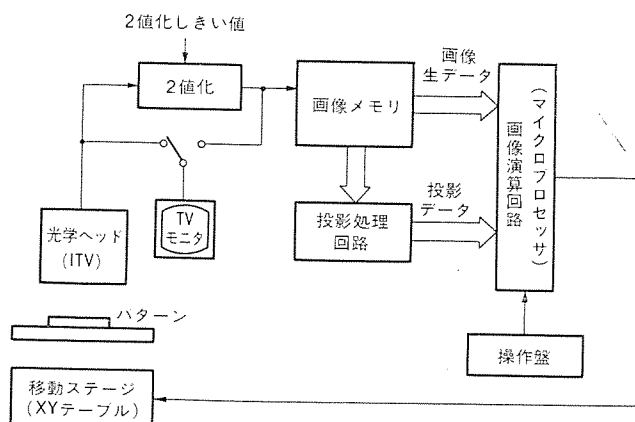 2値化しきい値
2値化
画像メモリ
画像
生データ
画像演算回路
(マイクロプロセッサ)
光学ヘッド
(ITV)
TV
モニタ
投影処理
回路
投影
データ
パターン
操作盤
移動ステージ
(XYテーブル)